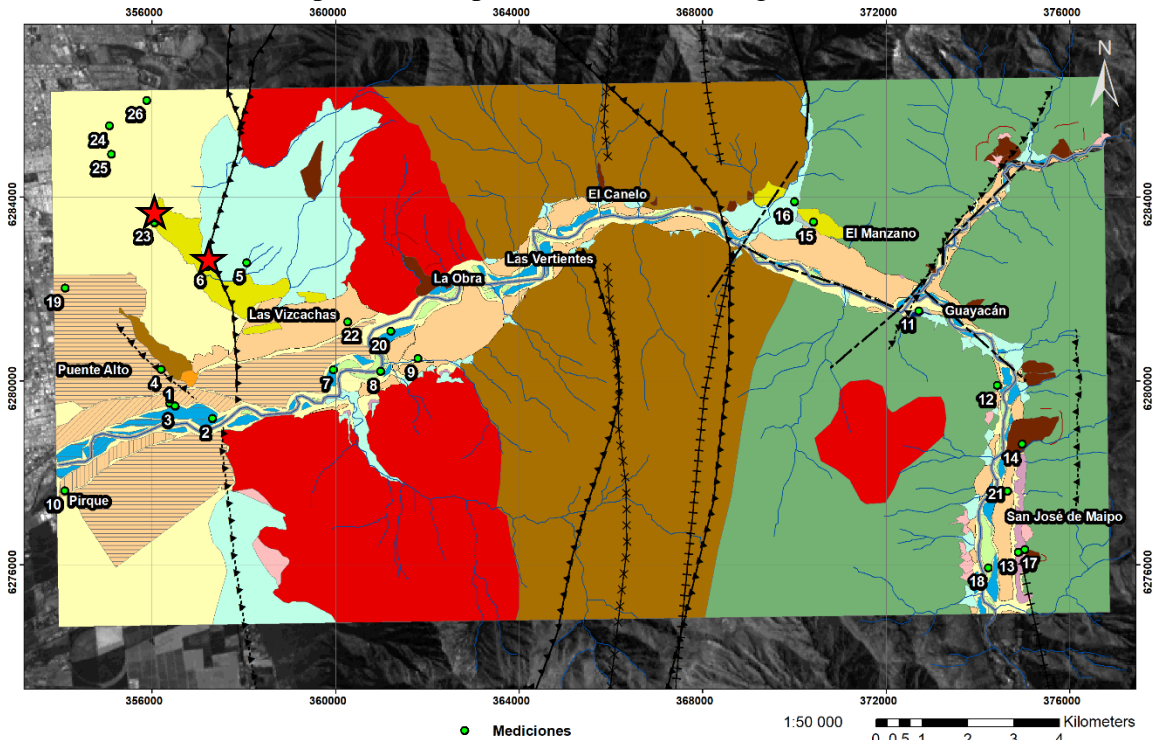 356000 360000 364000 368000 372000 376000
N
26
24
25
6284000
6284000
El Canelo
16
15
El Manzano
23
Las Vertientes
5
6
La Obra
19
Las Vizcachas
22
20
11
Guayacán
Puente Alto
4
9
7
8
6280000
6280000
1
12
3
2
14
10
Pirque
21
San José de Maipo
13
17
18
6276000
6276000
356000 360000 364000 368000 372000 376000
Mediciones
1:50 000
Kilometers
0 0.5 1 2 3 4